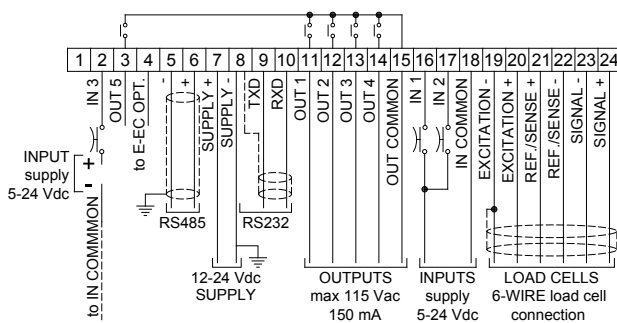 1 2 3 4 5 6 7 8 9 10 11 12 13 14 15 16 17 18 19 20 21 22 23 24
IN 3
OUT 5
to E-EC OPT.
-
+
SUPPLY +
SUPPLY -
TXD
RXD
OUT 1
OUT 2
OUT 3
OUT 4
OUT COMMON
IN 1
IN 2
IN COMMON
EXCITATION -
EXCITATION +
REF./SENSE +
REF./SENSE -
SIGNAL -
SIGNAL +
INPUT
supply
5-24 Vdc
+
-
to IN COMMMON
RS485
RS232
12-24 Vdc
SUPPLY
OUTPUTS
max 115 Vac
150 mA
INPUTS
supply
5-24 Vdc
LOAD CELLS
6-WIRE load cell
connection